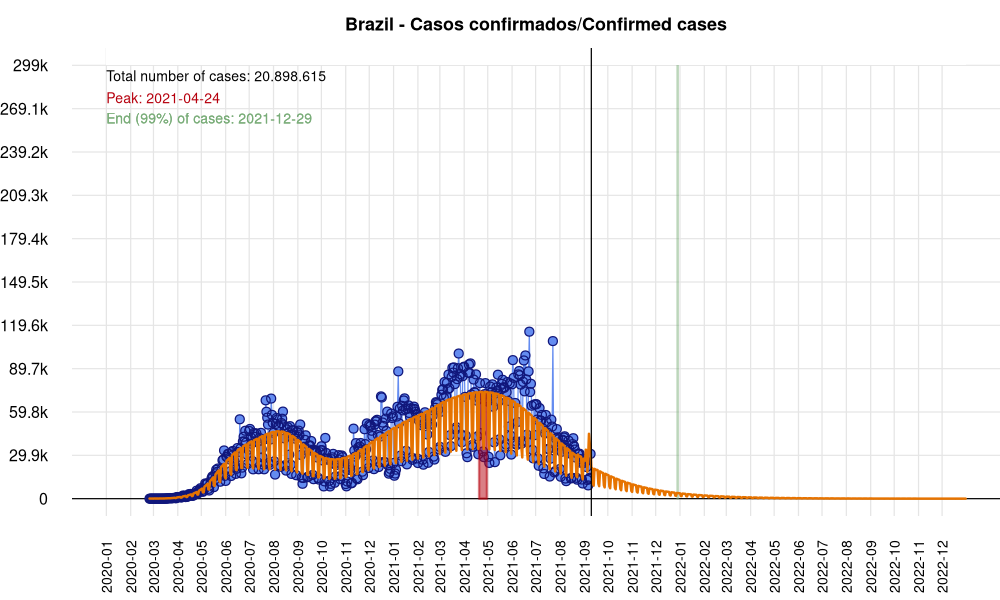 Brazil - Casos confirmados/Confirmed cases
299k
Total number of cases: 20.898.615
Peak: 2021-04-24
End (99%) of cases: 2021-12-29
269.1k
239.2k
209.3k
179.4k
149.5k
119.6k
89.7k
59.8k
29.9k
0
2020-01
2020-02
2020-03
2020-04
2020-05
2020-06
2020-07
2020-08
2020-09
2020-10
2020-11
2020-12
2021-01
2021-02
2021-03
2021-04
2021-05
2021-06
2021-07
2021-08
2021-09
2021-10
2021-11
2021-12
2022-01
2022-02
2022-03
2022-04
2022-05
2022-06
2022-07
2022-08
2022-09
2022-10
2022-11
2022-12